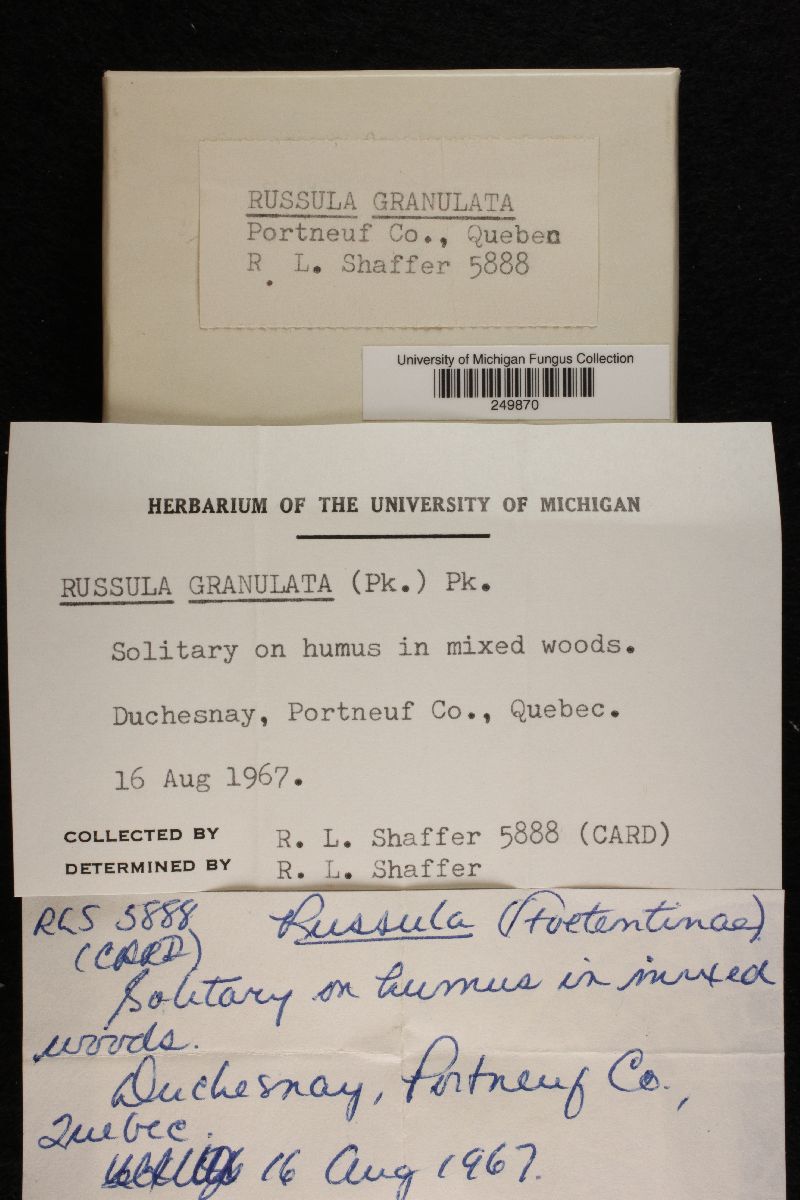 RUSSULA GRANULATA
Portneuf Co., Queben
R. L. Shaffer 5888
University of Michigan Fungus Collection
249870
HERBARIUM OF THE UNIVERSITY OF MICHIGAN
RUSSULA GRANULATA (Pk.) Pk.
Solitary on humus in mixed woods.
Duchesnay, Portneuf Co., Quebec.
16 Aug 1967.
COLLECTED BY R. L. Shaffer 5888 (CARD)
DETERMINED BY R. L. Shaffer
RLS 5888 Russula (Foetentinae)
(CARD)
Solitary on humus in mixed
woods.
Duchesnay, Portneuf Co.,
Quebec.
16 Aug 1967.